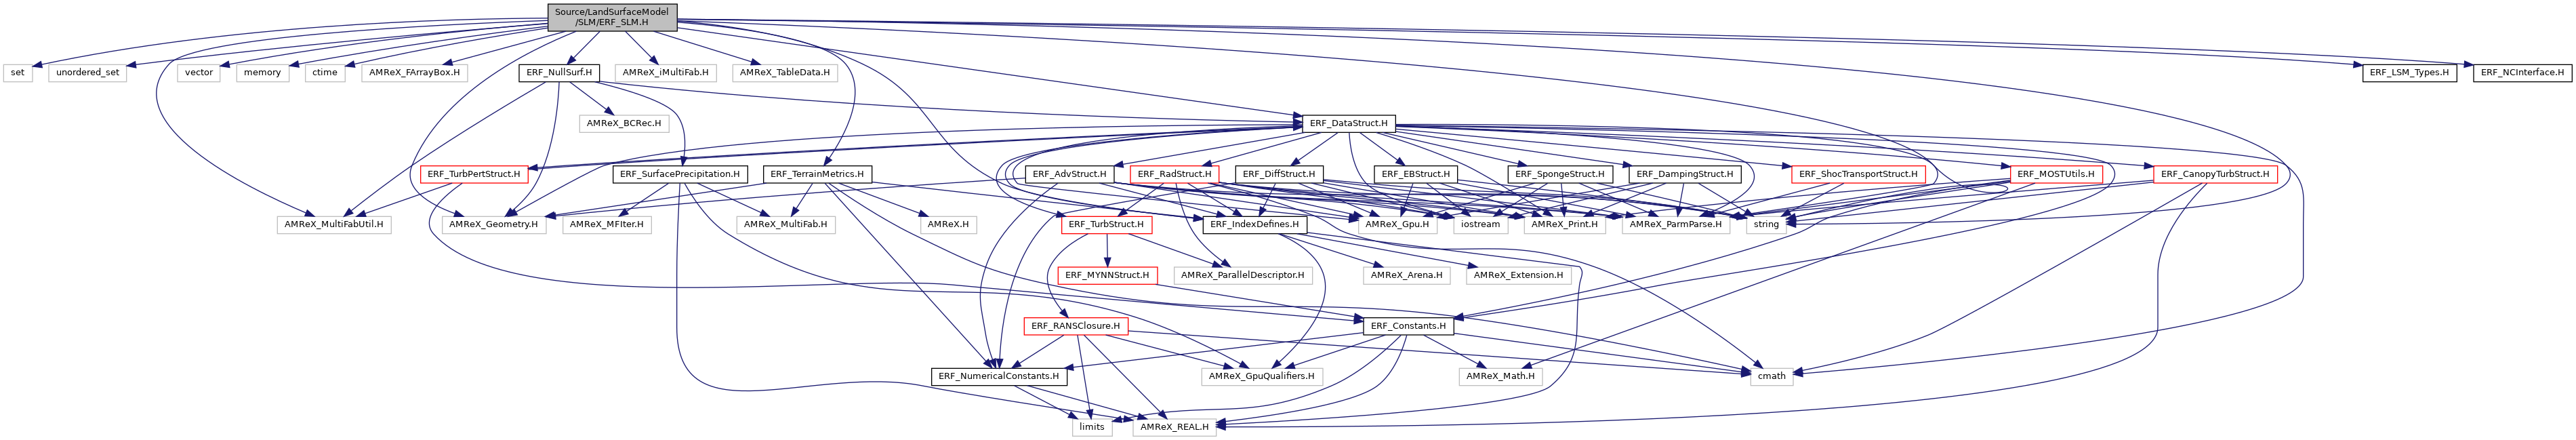 Source/LandSurfaceModel
/SLM/ERF_SLM.H
set
unordered_set
vector
memory
ctime
AMReX_FArrayBox.H
ERF_NullSurf.H
AMReX_iMultiFab.H
AMReX_TableData.H
ERF_LSM_Types.H
ERF_NCInterface.H
AMReX_BCRec.H
ERF_DataStruct.H
ERF_TurbPertStruct.H
ERF_SurfacePrecipitation.H
ERF_TerrainMetrics.H
ERF_AdvStruct.H
ERF_RadStruct.H
ERF_DiffStruct.H
ERF_EBStruct.H
ERF_SpongeStruct.H
ERF_DampingStruct.H
ERF_ShocTransportStruct.H
ERF_MOSTUtils.H
ERF_CanopyTurbStruct.H
AMReX_MultiFabUtil.H
AMReX_Geometry.H
AMReX_MFIter.H
AMReX_MultiFab.H
AMReX.H
ERF_TurbStruct.H
ERF_IndexDefines.H
AMReX_Gpu.H
iostream
AMReX_Print.H
AMReX_ParmParse.H
string
ERF_MYNNStruct.H
AMReX_ParallelDescriptor.H
AMReX_Arena.H
AMReX_Extension.H
ERF_RANSClosure.H
ERF_Constants.H
ERF_NumericalConstants.H
AMReX_GpuQualifiers.H
AMReX_Math.H
cmath
limits
AMReX_REAL.H